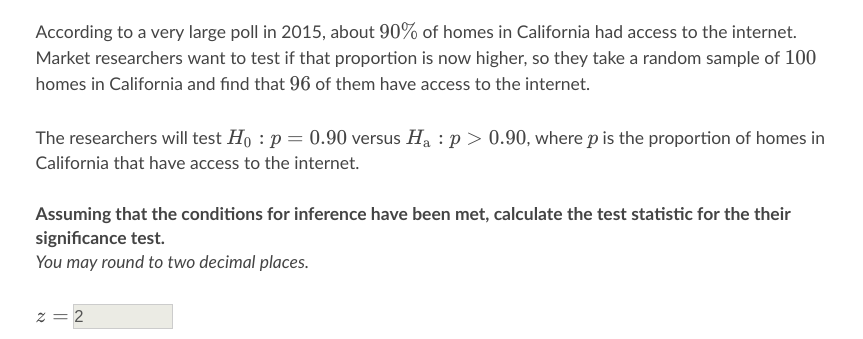 According to a very large poll in 2015, about 90% of homes in California had access to the internet.
Market researchers want to test if that proportion is now higher, so they take a random sample of 100
homes in California and find that 96 of them have access to the internet.
The researchers will test H₀ : p = 0.90 versus Hₐ : p > 0.90, where p is the proportion of homes in
California that have access to the internet.
Assuming that the conditions for inference have been met, calculate the test statistic for the their
significance test.
You may round to two decimal places.
z = 2